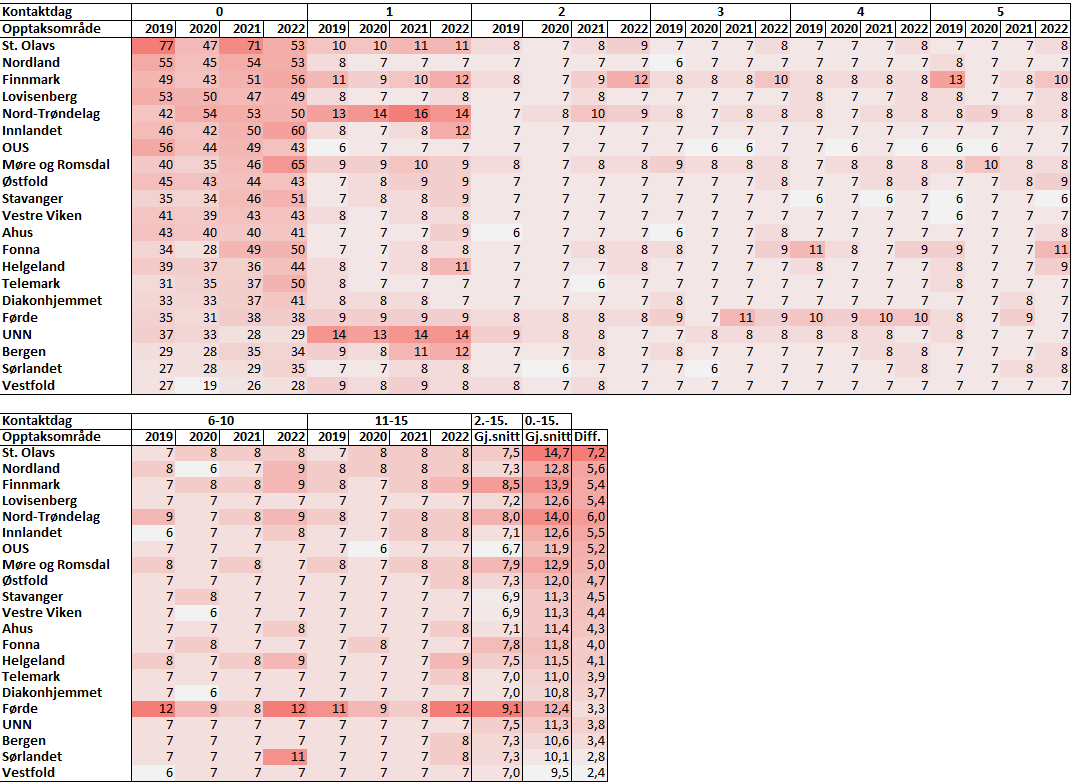 Kontaktdag 0 1 2 3 4 5
Opptaksområde 2019 2020 2021 2022 2019 2020 2021 2022 2019 2020 2021 2022 2019 2020 2021 2022 2019 2020 2021 2022 2019 2020 2021 2022
St. Olavs 77 47 71 53 10 10 11 11 8 7 8 9 7 7 7 8 7 7 7 8 7 7 7 8
Nordland 55 45 54 53 8 7 7 7 7 7 7 7 6 7 7 7 7 7 7 7 8 7 7 7
Finnmark 49 43 51 56 11 9 10 12 8 7 9 12 8 8 8 10 8 8 8 8 13 7 8 10
Lovisenberg 53 50 47 49 8 7 7 8 7 7 7 8 7 7 7 7 8 7 8 7 8 7 7 8
Nord-Trøndelag 42 54 53 50 13 14 16 14 7 8 10 9 8 7 8 8 8 8 8 8 8 9 8 8
Innlandet 46 42 50 60 8 7 8 12 7 7 7 7 7 7 7 7 7 7 7 7 7 7 7 7
OUS 56 44 49 43 6 7 7 7 7 7 7 7 7 6 6 7 7 6 7 6 6 6 7 7
Møre og Romsdal 40 35 46 65 9 9 10 9 8 7 8 8 9 8 8 8 7 8 8 8 8 10 8 8
Østfold 45 43 44 43 7 8 9 9 7 7 7 7 7 7 7 8 7 7 8 8 7 7 8 9
Stavanger 35 34 46 51 7 8 8 9 7 7 7 7 7 7 7 7 6 7 6 7 6 7 7 6
Vestre Viken 41 39 43 43 8 7 8 8 7 7 7 7 7 7 7 7 7 7 7 7 6 7 7 7
Ahus 43 40 40 41 7 7 7 9 6 7 7 7 6 7 7 8 7 7 7 7 7 7 7 8
Fonna 34 28 49 50 7 7 8 8 7 7 8 8 8 7 7 9 11 8 7 9 9 7 7 11
Helgeland 39 37 36 44 8 7 8 11 7 7 7 8 7 7 7 7 8 7 7 8 8 7 7 9
Telemark 31 35 37 50 8 7 7 7 7 7 6 7 7 7 7 7 7 7 7 7 8 7 7 7
Diakonhjemmet 33 33 37 41 8 8 8 7 7 7 7 7 8 7 7 7 7 7 7 7 7 7 8 7
Førde 35 31 38 38 9 9 9 9 8 8 8 8 9 7 11 9 10 9 10 10 8 7 9 7
UNN 37 33 28 29 14 13 14 14 9 8 8 7 7 8 8 8 8 8 8 7 8 7 7 7
Bergen 29 28 35 34 9 8 11 12 7 7 8 7 8 7 7 7 7 7 8 8 7 7 7 8
Sørlandet 27 28 29 35 7 7 8 8 7 6 7 7 7 6 7 7 7 7 7 8 7 7 8 8
Vestfold 27 19 26 28 9 8 9 8 8 7 8 7 7 7 7 7 7 7 7 7 7 7 7 7
Kontaktdag 6-10 11-15 2.-15. 0.-15.
Opptaksområde 2019 2020 2021 2022 2019 2020 2021 2022 Gj.snitt Gj.snitt Diff.
St. Olavs 7 8 8 8 7 8 8 8 7,5 14,7 7,2
Nordland 8 6 7 9 8 8 8 8 7,3 12,8 5,6
Finnmark 7 8 8 9 8 7 8 9 8,5 13,9 5,4
Lovisenberg 7 7 7 7 7 7 7 7 7,2 12,6 5,4
Nord-Trøndelag 9 7 8 9 8 7 8 8 8,0 14,0 6,0
Innlandet 6 7 7 8 7 7 8 8 7,1 12,6 5,5
OUS 7 7 7 7 7 6 7 7 6,7 11,9 5,2
Møre og Romsdal 8 7 8 7 8 7 8 8 7,9 12,9 5,0
Østfold 7 7 7 7 7 7 7 8 7,3 12,0 4,7
Stavanger 7 8 7 7 7 7 7 7 6,9 11,3 4,5
Vestre Viken 7 6 7 7 7 7 7 7 6,9 11,3 4,4
Ahus 7 7 7 8 7 7 7 8 7,1 11,4 4,3
Fonna 7 8 7 7 7 8 7 7 7,8 11,8 4,0
Helgeland 8 7 8 9 7 7 7 9 7,5 11,5 4,1
Telemark 7 7 7 7 7 7 7 8 7,0 11,0 3,9
Diakonhjemmet 7 6 7 7 7 7 7 7 7,0 10,8 3,7
Førde 12 9 8 12 11 9 8 12 9,1 12,4 3,3
UNN 7 7 7 7 7 7 7 7 7,5 11,3 3,8
Bergen 7 7 7 7 7 7 7 8 7,3 10,6 3,4
Sørlandet 7 7 7 11 7 7 7 8 7,3 10,1 2,8
Vestfold 6 7 7 7 7 7 7 7 7,0 9,5 2,4